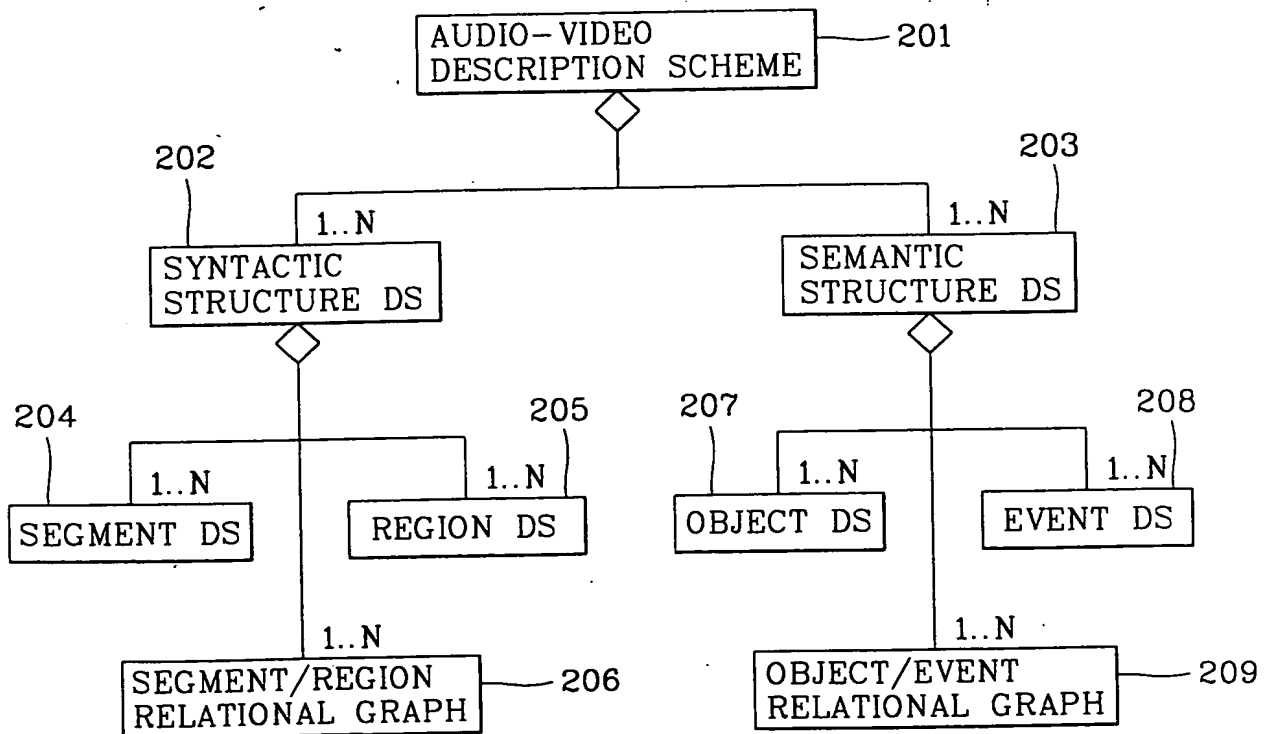 AUDIO-VIDEO
DESCRIPTION SCHEME
201
202
203
1..N
1..N
SYNTACTIC
STRUCTURE DS
SEMANTIC
STRUCTURE DS
204
205
207
208
1..N
1..N
1..N
1..N
SEGMENT DS
REGION DS
OBJECT DS
EVENT DS
1..N
1..N
SEGMENT/REGION
RELATIONAL GRAPH
206
OBJECT/EVENT
RELATIONAL GRAPH
209